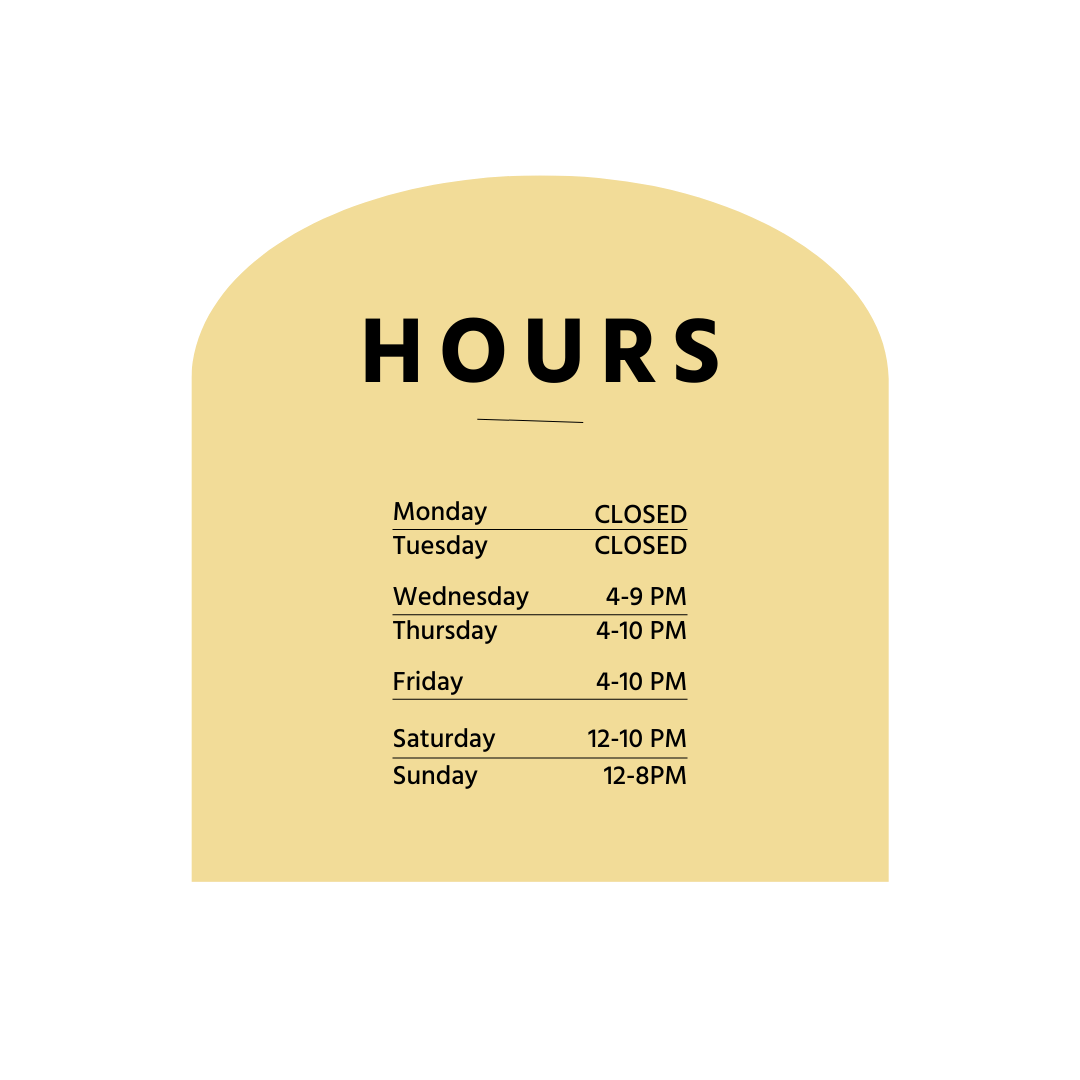 HOURS
Monday CLOSED
Tuesday CLOSED
Wednesday 4-9 PM
Thursday 4-10 PM
Friday 4-10 PM
Saturday 12-10 PM
Sunday 12-8PM